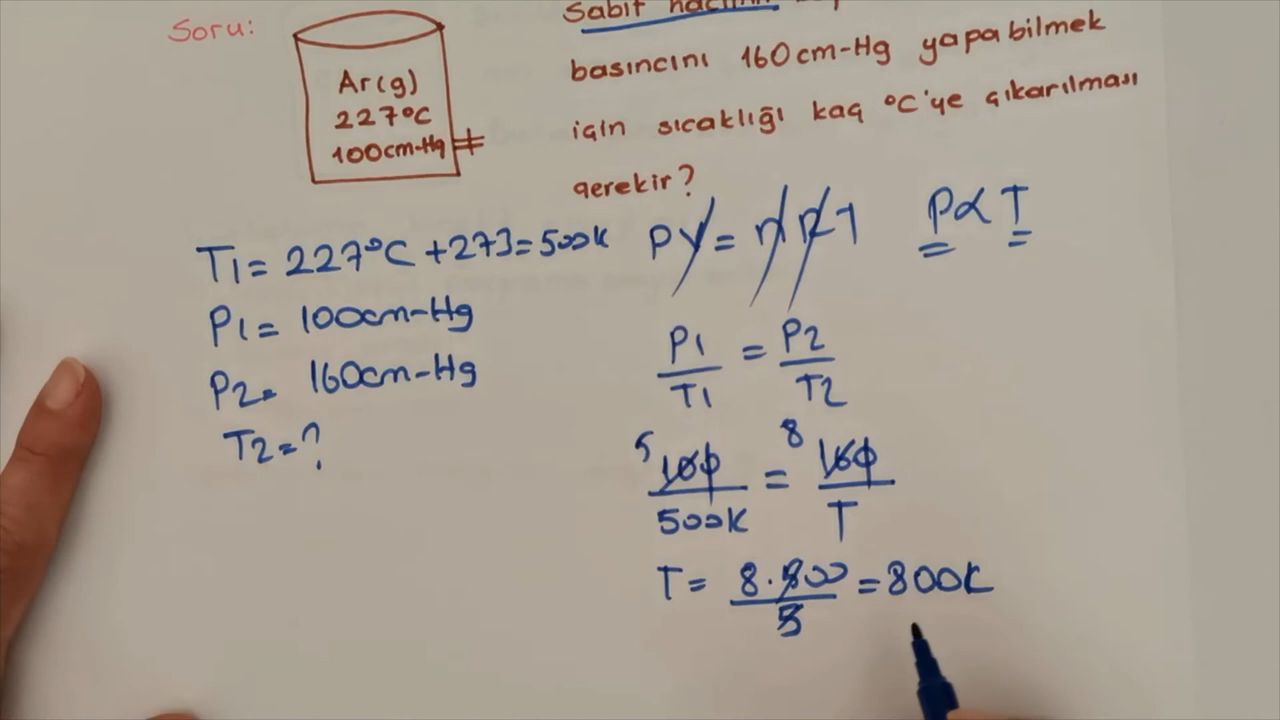 Soru:
Ar(g)
227°C
100cm-Hg
Sabit hacimli
basıncını 160cm-Hg yapabilmek
için sıcaklığı kaç °C'ye çıkarılması
gerekir?
T1= 227°C +273=500K
P1= 100cm-Hg
P2= 160cm-Hg
T2=?
PV=nRT
P∝T
P1/T1 = P2/T2
5 100/500K = 8 160/T
T= 8.500/5 =800K